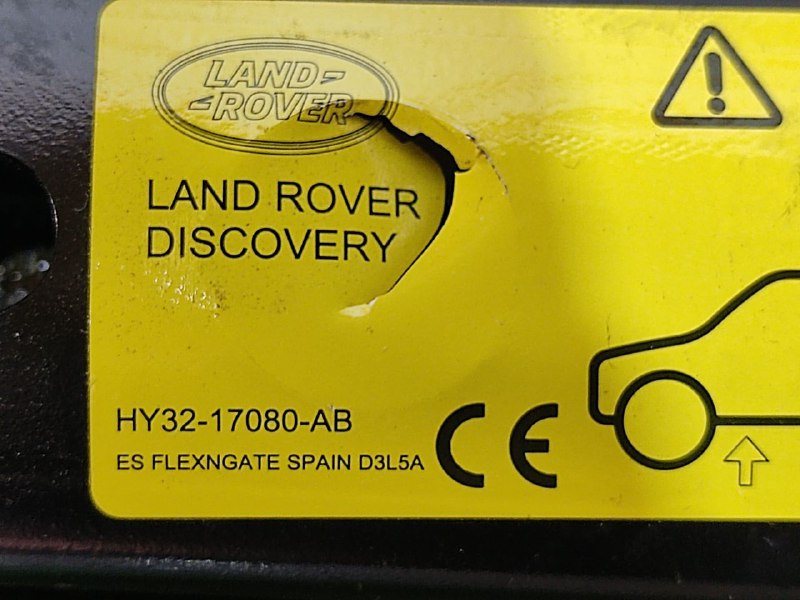 LAND-
-ROVER
LAND ROVER
DISCOVERY
HY32-17080-AB
ES FLEXNGATE SPAIN D3L5A
CE